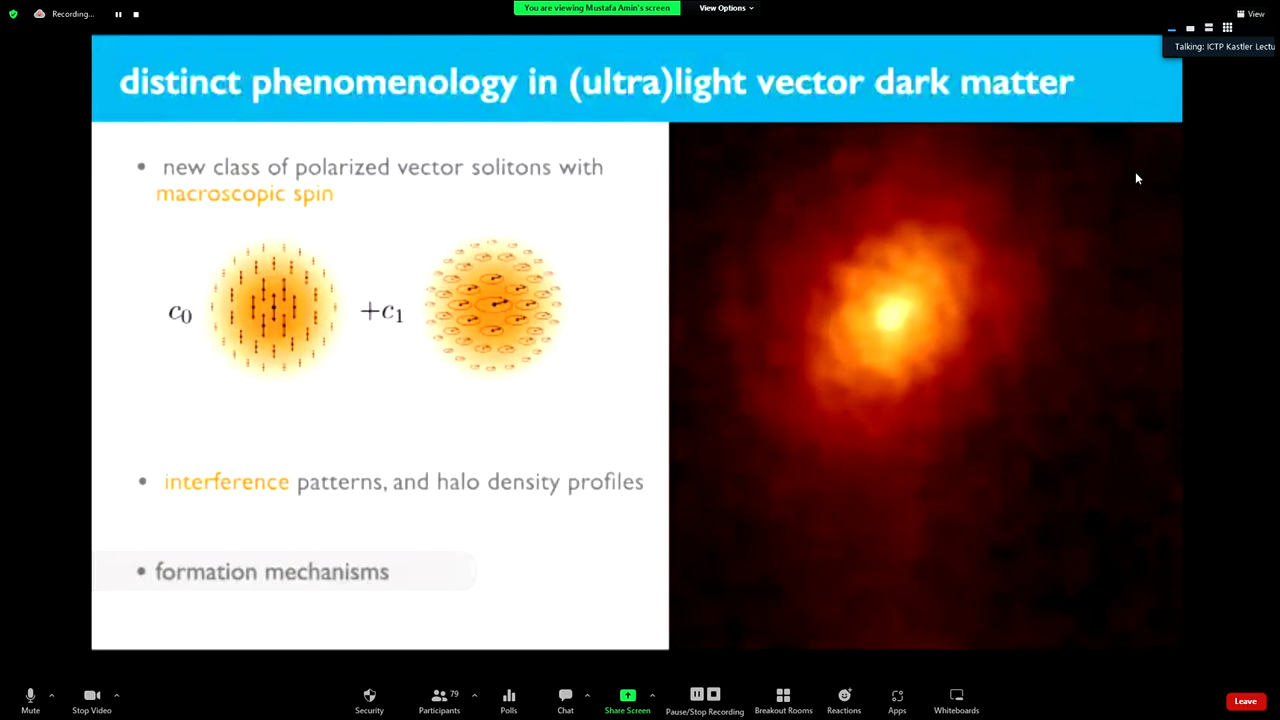 Recording...
You are viewing Mustafa Amin's screen
View Options
View
Talking: ICTP Kastler Lectu
distinct phenomenology in (ultra)light vector dark matter
• new class of polarized vector solitons with
macroscopic spin
c0
+c1
• interference patterns, and halo density profiles
• formation mechanisms
Mute
Stop Video
Security
Participants
79
Polls
Chat
Share Screen
Pause/Stop Recording
Breakout Rooms
Reactions
Apps
Whiteboards
Leave